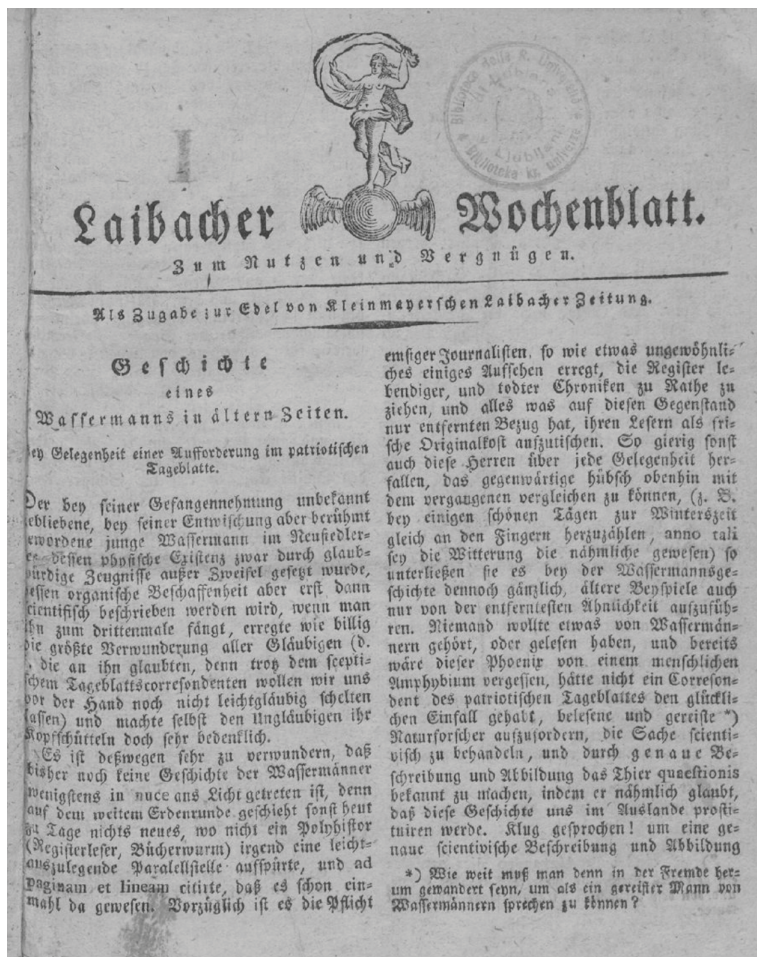 Laibacher Wochenblatt.
Zum Nutzen und Vergnügen.
Als Zugabe zur Edel von Kleinmayerschen Laibacher Zeitung.
Geschichte
eines
Wassermanns in ältern Zeiten.
bey Gelegenheit einer Aufforderung im patriotischen
Tageblatte.
Der bey seiner Gefangennehmung unbekannt
gebliebene, bey seiner Entwischung aber berühmt
gewordene junge Wassermann im Neusiedler-
dessen physische Existenz zwar durch glaub-
würdige Zeugnisse außer Zweifel gesetzt wurde,
dessen organische Beschaffenheit aber erst dann
scientifisch beschrieben werden wird, wenn man
ihn zum drittenmale fängt, erregte wie billig
die größte Verwunderung aller Gläubigen (d.
die an ihn glaubten, denn trotz dem scepti-
schem Tageblattscorrespondenten wollen wir uns
vor der Hand noch nicht leichtgläubig schelten
lassen) und machte selbst den Ungläubigen ihr
Kopfschütteln doch sehr bedenklich.
Es ist deßwegen sehr zu verwundern, daß
bisher noch keine Geschichte der Wassermänner
wenigstens in nuce ans Licht getreten ist, denn
auf dem weitem Erdenrunde geschieht sonst heut
zu Tage nichts neues, wo nicht ein Polyhistor
(Registerleser, Bücherwurm) irgend eine leicht-
auszulegende Paralellstelle aufspürte, und ad
paginam et lineam citirte, daß es schon ein-
mahl da gewesen. Vorzüglich ist es die Pflicht
emsiger Journalisten, so wie etwas ungewöhnli-
ches einiges Aufsehen erregt, die Register le-
bendiger, und todter Chroniken zu Rathe zu
ziehen, und alles was auf diesen Gegenstand
nur entfernten Bezug hat, ihren Lesern als fri-
sche Originalkost aufzutischen. So gierig sonst
auch diese Herren über jede Gelegenheit her-
fallen, das gegenwärtige hübsch obenhin mit
dem vergangenen vergleichen zu können, (z. B.
bey einigen schönen Tägen zur Winterszeit
gleich an den Fingern herzuzählen, anno tali
sey die Witterung die nähmliche gewesen) so
unterließen sie es bey der Wassermannsge-
schichte dennoch gänzlich, ältere Beyspiele auch
nur von der entferntesten Ähnlichkeit aufzufüh-
ren. Niemand wollte etwas von Wassermän-
nern gehört, oder gelesen haben, und bereits
wäre dieser Phoenix von einem menschlichen
Amphybium vergessen, hätte nicht ein Correson-
dent des patriotischen Tageblattes den glückli-
chen Einfall gehabt, belesene und gereiste *)
Naturforscher aufzufordern, die Sache scienti-
visch zu behandeln, und durch genaue Be-
schreibung und Abbildung das Thier quaestionis
bekannt zu machen, indem er nähmlich glaubt,
daß diese Geschichte uns im Auslande prosti-
tuiren werde. Klug gesprochen! um eine ge-
naue scientivische Beschreibung und Abbildung
*) Wie weit muß man denn in der Fremde her-
um gewandert seyn, um als ein gereister Mann von
Wassermännern sprechen zu können?